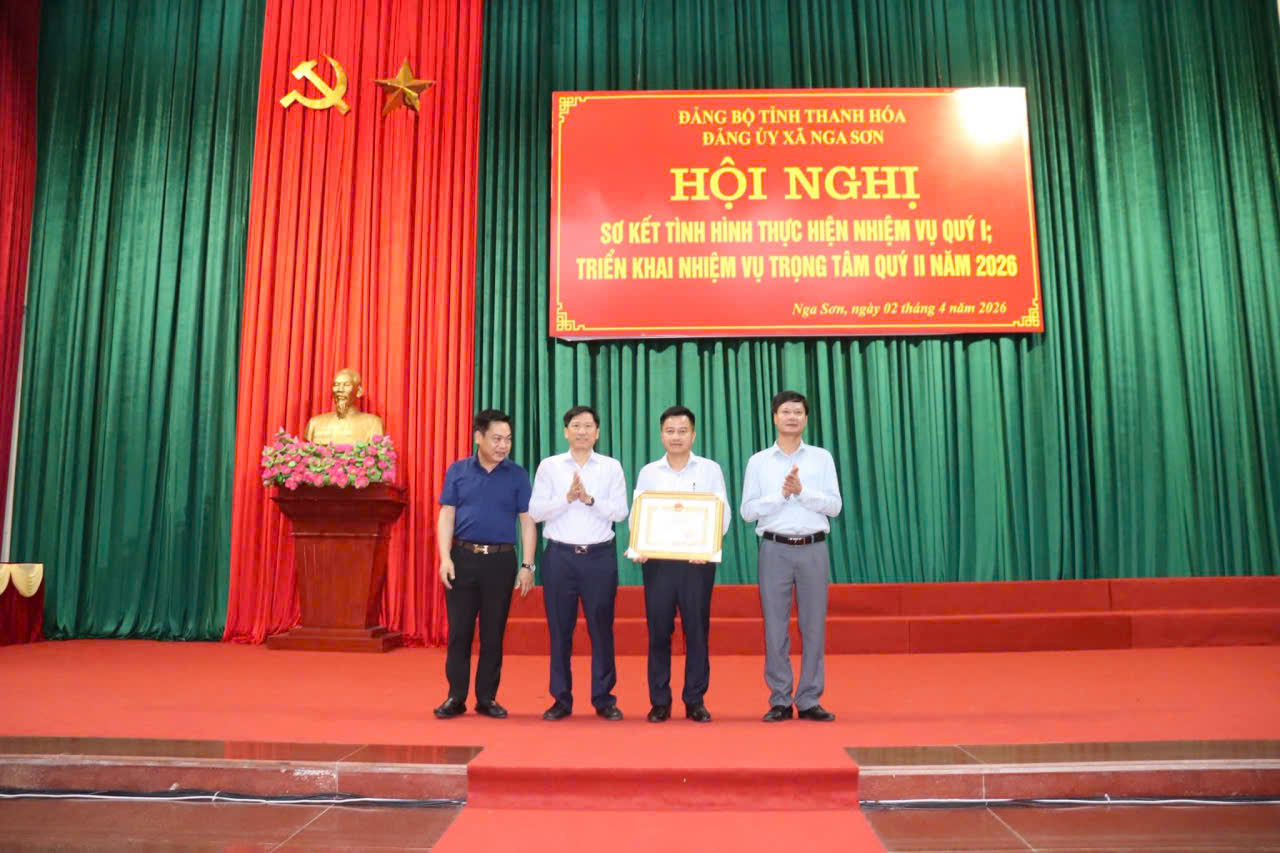 ĐẢNG BỘ TỈNH THANH HÓA
ĐẢNG ỦY XÃ NGA SƠN
HỘI NGHỊ
SƠ KẾT TÌNH HÌNH THỰC HIỆN NHIỆM VỤ QUÝ I;
TRIỂN KHAI NHIỆM VỤ TRỌNG TÂM QUÝ II NĂM 2026
Nga Sơn, ngày 02 tháng 4 năm 2026